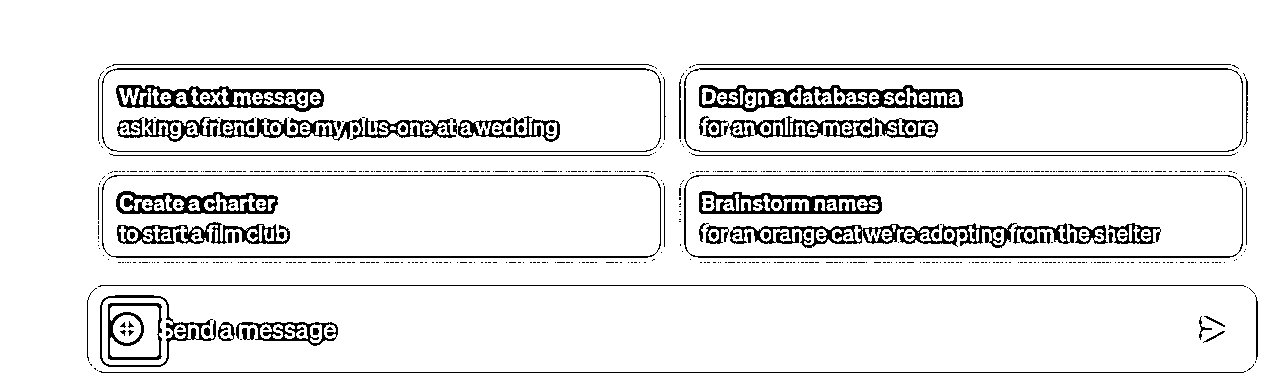 Write a text message
asking a friend to be my plus-one at a wedding
Design a database schema
for an online merch store
Create a charter
to start a film club
Brainstorm names
for an orange cat we're adopting from the shelter
Send a message